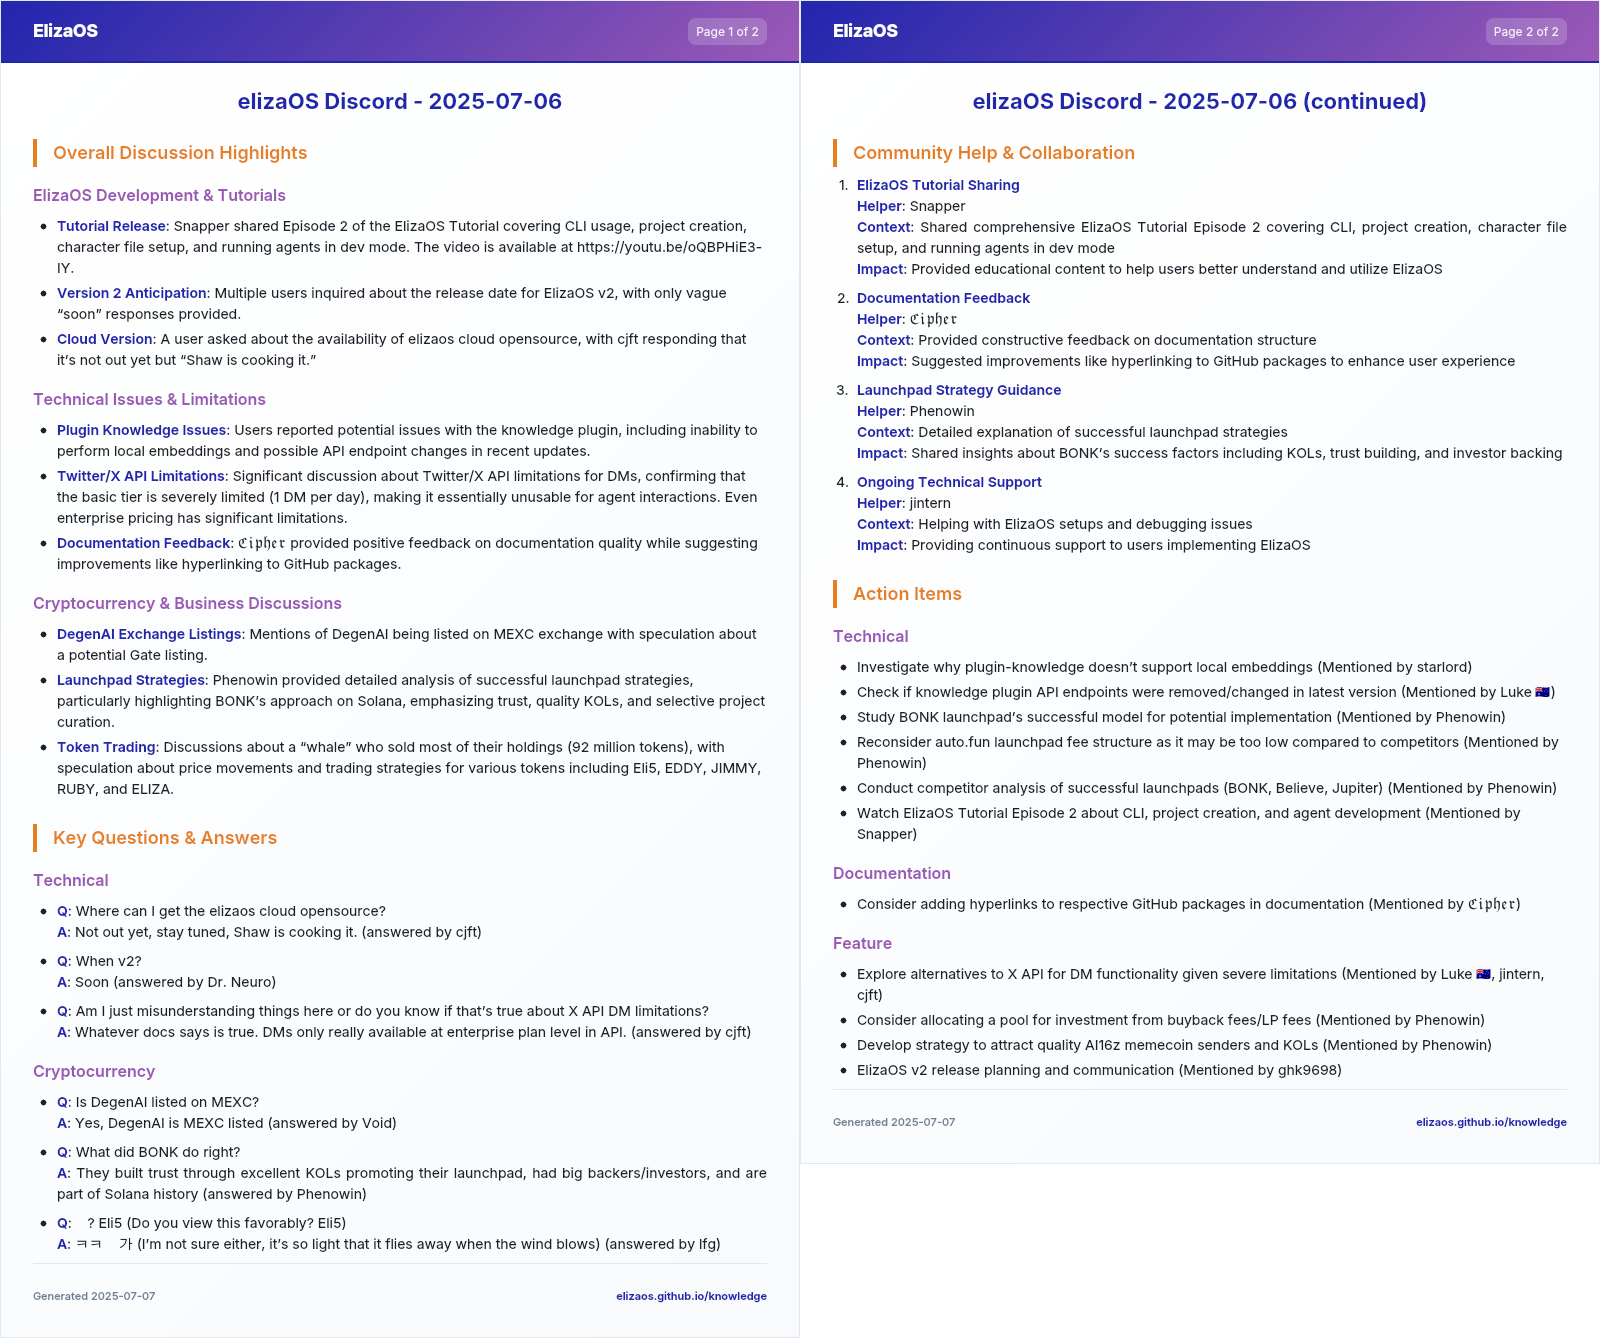 ElizaOS
Page 1 of 2
elizaOS Discord - 2025-07-06
Overall Discussion Highlights
ElizaOS Development & Tutorials
• Tutorial Release: Snapper shared Episode 2 of the ElizaOS Tutorial covering CLI usage, project creation,
character file setup, and running agents in dev mode. The video is available at https://youtu.be/oQBPHiE3-
IY.
• Version 2 Anticipation: Multiple users inquired about the release date for ElizaOS v2, with only vague
“soon” responses provided.
• Cloud Version: A user asked about the availability of elizaos cloud opensource, with cjft responding that
it’s not out yet but “Shaw is cooking it.”
Technical Issues & Limitations
• Plugin Knowledge Issues: Users reported potential issues with the knowledge plugin, including inability to
perform local embeddings and possible API endpoint changes in recent updates.
• Twitter/X API Limitations: Significant discussion about Twitter/X API limitations for DMs, confirming that
the basic tier is severely limited (1 DM per day), making it essentially unusable for agent interactions. Even
enterprise pricing has significant limitations.
• Documentation Feedback: ℭ𝔦𝔭𝔥𝔢𝔯 provided positive feedback on documentation quality while suggesting
improvements like hyperlinking to GitHub packages.
Cryptocurrency & Business Discussions
• DegenAI Exchange Listings: Mentions of DegenAI being listed on MEXC exchange with speculation about
a potential Gate listing.
• Launchpad Strategies: Phenowin provided detailed analysis of successful launchpad strategies,
particularly highlighting BONK’s approach on Solana, emphasizing trust, quality KOLs, and selective project
curation.
• Token Trading: Discussions about a “whale” who sold most of their holdings (92 million tokens), with
speculation about price movements and trading strategies for various tokens including Eli5, EDDY, JIMMY,
RUBY, and ELIZA.
Key Questions & Answers
Technical
• Q: Where can I get the elizaos cloud opensource?
A: Not out yet, stay tuned, Shaw is cooking it. (answered by cjft)
• Q: When v2?
A: Soon (answered by Dr. Neuro)
• Q: Am I just misunderstanding things here or do you know if that’s true about X API DM limitations?
A: Whatever docs says is true. DMs only really available at enterprise plan level in API. (answered by cjft)
Cryptocurrency
• Q: Is DegenAI listed on MEXC?
A: Yes, DegenAI is MEXC listed (answered by Void)
• Q: What did BONK do right?
A: They built trust through excellent KOLs promoting their launchpad, had big backers/investors, and are
part of Solana history (answered by Phenowin)
• Q: ? Eli5 (Do you view this favorably? Eli5)
A: ㅋㅋ 가 (I’m not sure either, it’s so light that it flies away when the wind blows) (answered by lfg)
Generated 2025-07-07
elizaos.github.io/knowledge
ElizaOS
Page 2 of 2
elizaOS Discord - 2025-07-06 (continued)
Community Help & Collaboration
1. ElizaOS Tutorial Sharing
Helper: Snapper
Context: Shared comprehensive ElizaOS Tutorial Episode 2 covering CLI, project creation, character file
setup, and running agents in dev mode
Impact: Provided educational content to help users better understand and utilize ElizaOS
2. Documentation Feedback
Helper: ℭ𝔦𝔭𝔥𝔢𝔯
Context: Provided constructive feedback on documentation structure
Impact: Suggested improvements like hyperlinking to GitHub packages to enhance user experience
3. Launchpad Strategy Guidance
Helper: Phenowin
Context: Detailed explanation of successful launchpad strategies
Impact: Shared insights about BONK’s success factors including KOLs, trust building, and investor backing
4. Ongoing Technical Support
Helper: jintern
Context: Helping with ElizaOS setups and debugging issues
Impact: Providing continuous support to users implementing ElizaOS
Action Items
Technical
• Investigate why plugin-knowledge doesn’t support local embeddings (Mentioned by starlord)
• Check if knowledge plugin API endpoints were removed/changed in latest version (Mentioned by Luke 🇦🇺)
• Study BONK launchpad’s successful model for potential implementation (Mentioned by Phenowin)
• Reconsider auto.fun launchpad fee structure as it may be too low compared to competitors (Mentioned by
Phenowin)
• Conduct competitor analysis of successful launchpads (BONK, Believe, Jupiter) (Mentioned by Phenowin)
• Watch ElizaOS Tutorial Episode 2 about CLI, project creation, and agent development (Mentioned by
Snapper)
Documentation
• Consider adding hyperlinks to respective GitHub packages in documentation (Mentioned by ℭ𝔦𝔭𝔥𝔢𝔯)
Feature
• Explore alternatives to X API for DM functionality given severe limitations (Mentioned by Luke 🇦🇺, jintern,
cjft)
• Consider allocating a pool for investment from buyback fees/LP fees (Mentioned by Phenowin)
• Develop strategy to attract quality AI16z memecoin senders and KOLs (Mentioned by Phenowin)
• ElizaOS v2 release planning and communication (Mentioned by ghk9698)
Generated 2025-07-07
elizaos.github.io/knowledge